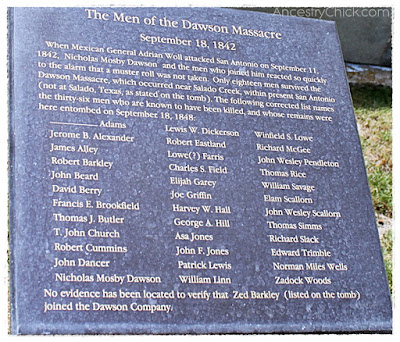 AncestryChick.com
The Men of the Dawson Massacre
September 18, 1842
When Mexican General Adrian Woll attacked San Antonio on September 11,
1842, Nicholas Mosby Dawson and the men who joined him reacted so quickly
to the alarm that a muster roll was not taken. Only eighteen men survived the
Dawson Massacre, which occurred near Salado Creek, within present San Antonio
(not at Salado, Texas, as stated on the tomb). The following corrected list names
the thirty-six men who are known to have been killed, and whose remains were
here entombed on September 18, 1848:
________ Adams
Jerome B. Alexander
James Alley
Robert Barkley
John Beard
David Berry
Francis E. Brookfield
Thomas J. Butler
T. John Church
Robert Cummins
John Dancer
Nicholas Mosby Dawson
Lewis W. Dickerson
Robert Eastland
Lowe(?) Farris
Charles S. Field
Elijah Garey
Joe Griffin
Harvey W. Hall
George A. Hill
Asa Jones
John F. Jones
Patrick Lewis
William Linn
Winfield S. Lowe
Richard McGee
John Wesley Pendleton
Thomas Rice
William Savage
Elam Scallorn
John Wesley Scallorn
Thomas Simms
Richard Slack
Edward Trimble
Norman Miles Wells
Zadock Woods
No evidence has been located to verify that Zed Barkley (listed on the tomb)
joined the Dawson Company.